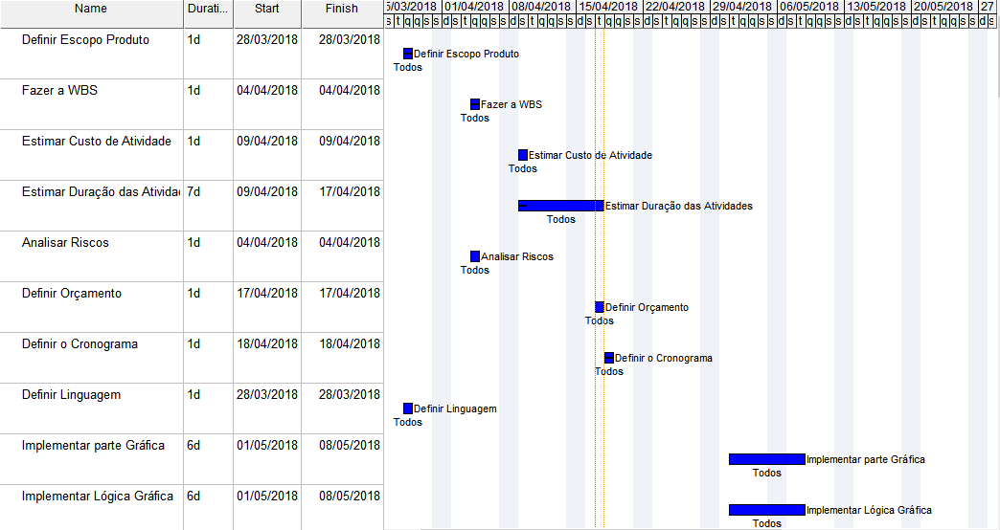 Name Durati... Start Finish 5/03/2018 01/04/2018 08/04/2018 15/04/2018 22/04/2018 29/04/2018 06/05/2018 13/05/2018 20/05/2018 27
s t q q s s d s t q q s s d s t q q s s d s t q q s s d s t q q s s d s t q q s s d s t q q s s d s t q q s s d s t q q s s d s
Definir Escopo Produto 1d 28/03/2018 28/03/2018
Definir Escopo Produto
Todos
Fazer a WBS 1d 04/04/2018 04/04/2018
Fazer a WBS
Todos
Estimar Custo de Atividade 1d 09/04/2018 09/04/2018
Estimar Custo de Atividade
Todos
Estimar Duração das Atividad 7d 09/04/2018 17/04/2018
Estimar Duração das Atividades
Todos
Analisar Riscos 1d 04/04/2018 04/04/2018
Analisar Riscos
Todos
Definir Orçamento 1d 17/04/2018 17/04/2018
Definir Orçamento
Todos
Definir o Cronograma 1d 18/04/2018 18/04/2018
Definir o Cronograma
Todos
Definir Linguagem 1d 28/03/2018 28/03/2018
Definir Linguagem
Todos
Implementar parte Gráfica 6d 01/05/2018 08/05/2018
Implementar parte Gráfica
Todos
Implementar Lógica Gráfica 6d 01/05/2018 08/05/2018
Implementar Lógica Gráfica
Todos